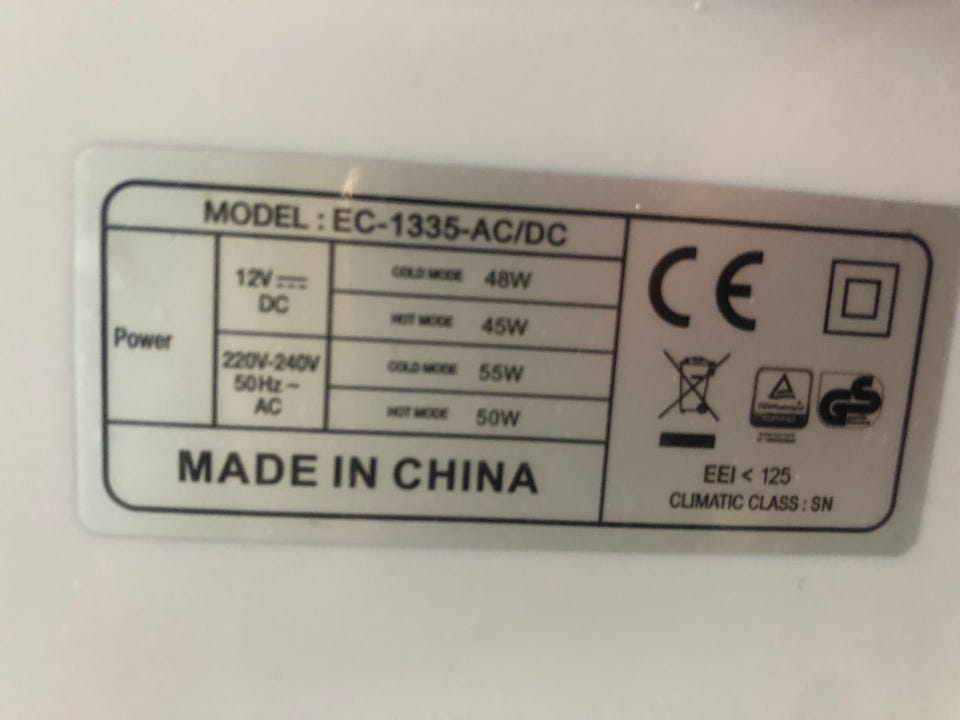 MODEL : EC-1335-AC/DC
Power
12V
DC
COLD MODE 48W
HOT MODE 45W
220V-240V
50Hz ~
AC
COLD MODE 55W
HOT MODE 50W
MADE IN CHINA
CE
GS
EEI < 125
CLIMATIC CLASS : SN